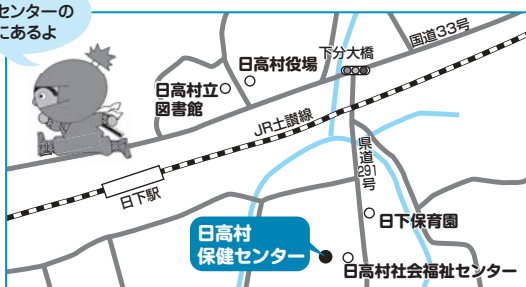 センターの
にあるよ
国道33号
下分大橋
日高村役場
日高村立
図書館
JR土讃線
県道
291
号
日下駅
日下保育園
日高村
保健センター
日高村社会福祉センター